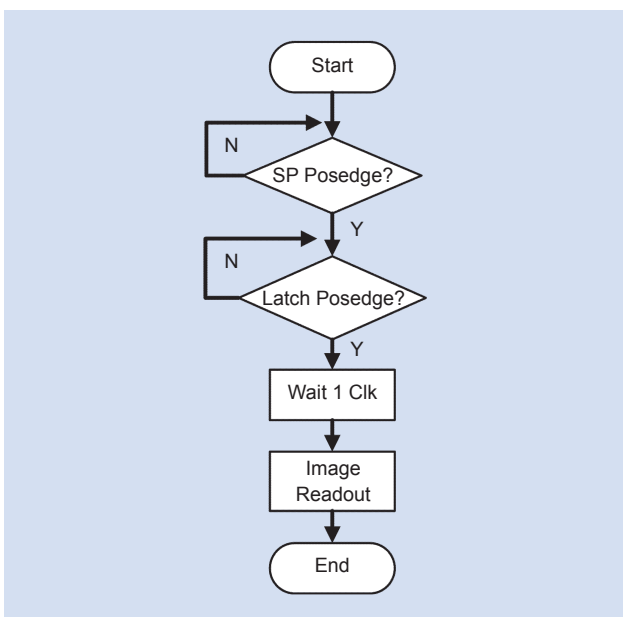 Start
N
SP Posedge?
Y
N
Latch Posedge?
Y
Wait 1 Clk
Image
Readout
End